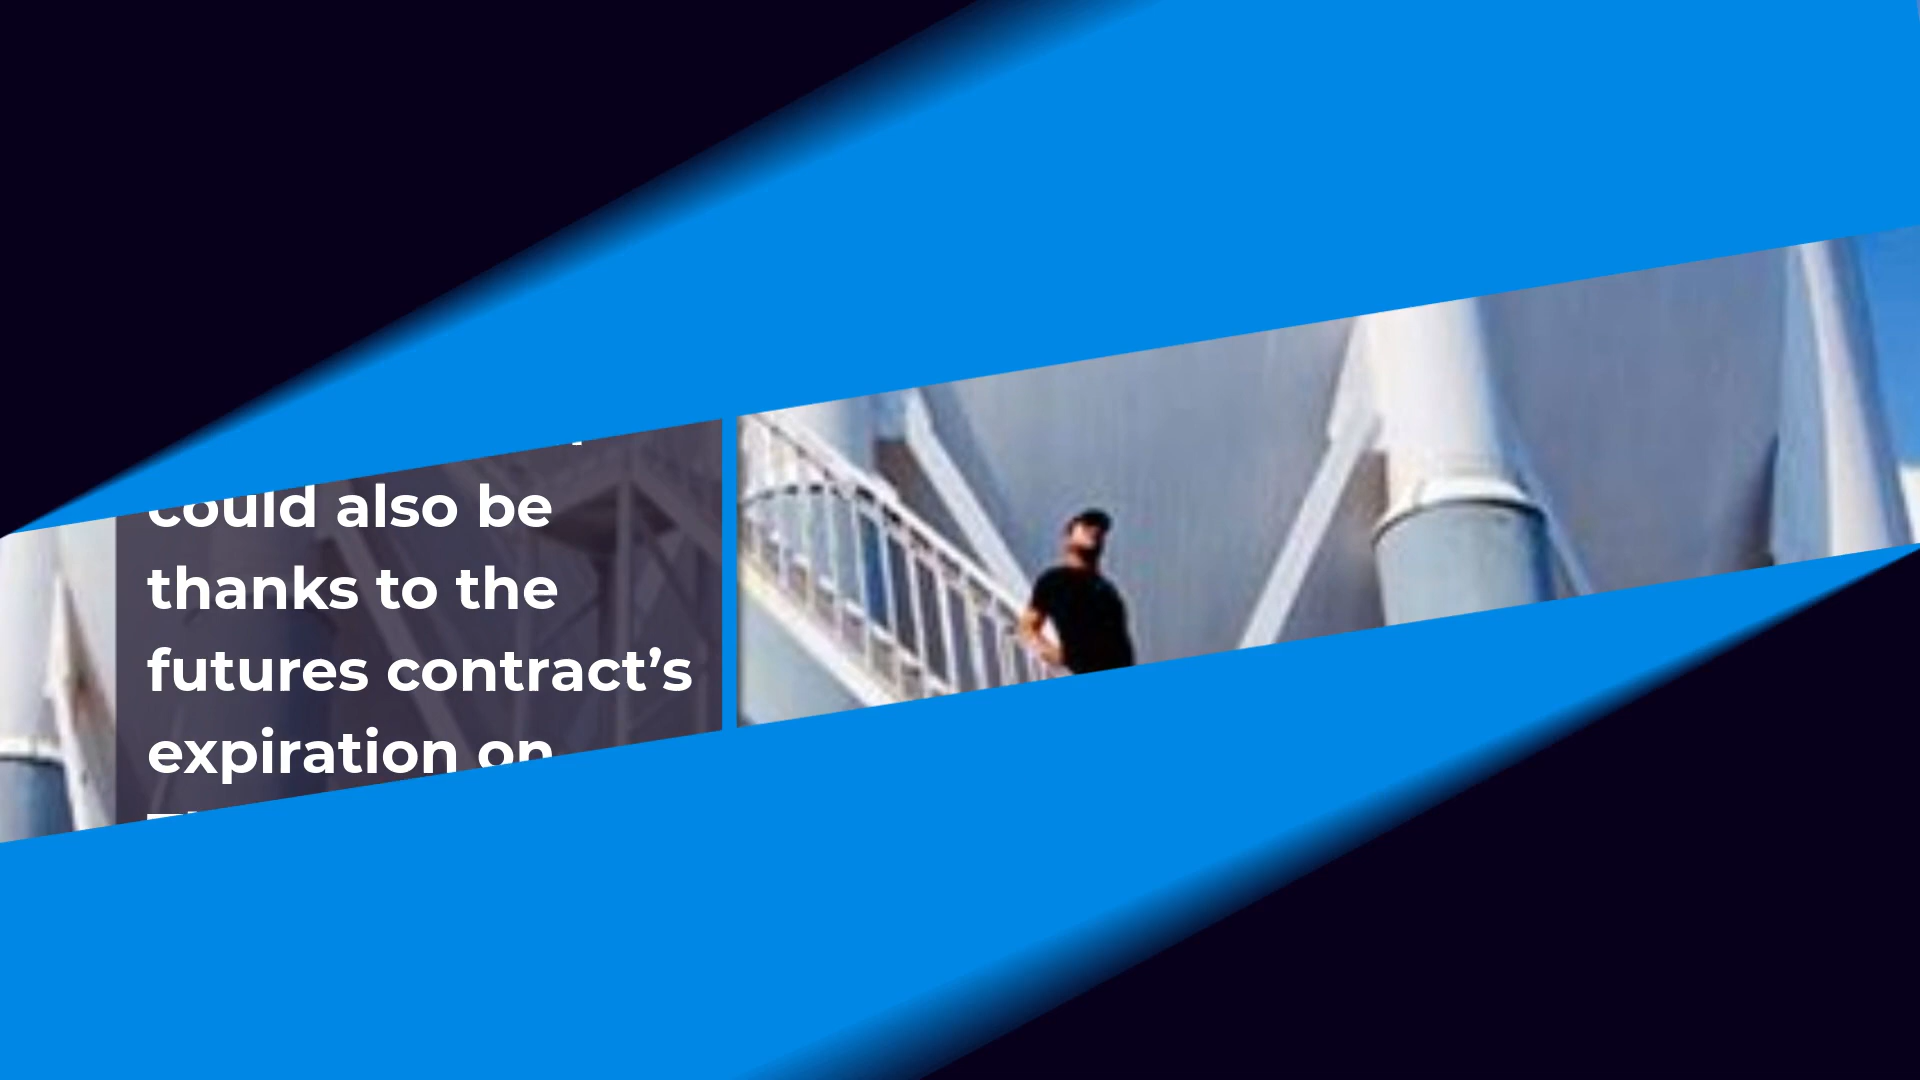 could also be
thanks to the
futures contract’s
expiration on